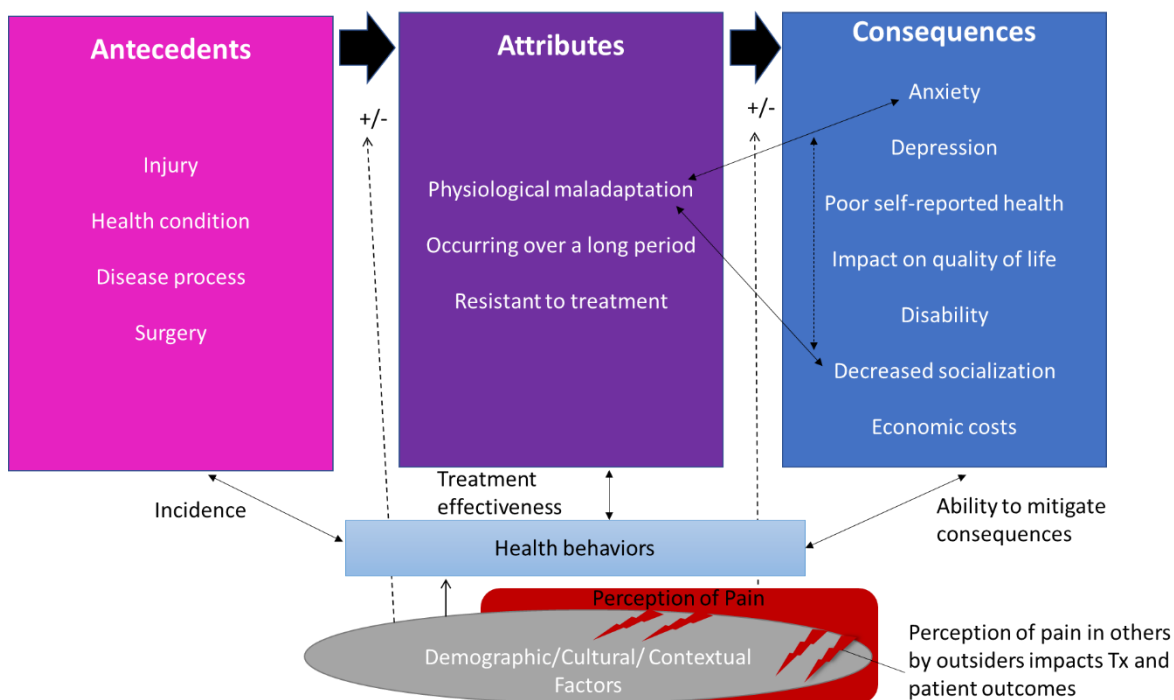 Antecedents
Injury
Health condition
Disease process
Surgery
+/-
Attributes
Physiological maladaptation
Occurring over a long period
Resistant to treatment
+/-
Consequences
Anxiety
Depression
Poor self-reported health
Impact on quality of life
Disability
Decreased socialization
Economic costs
Incidence
Treatment
effectiveness
Ability to mitigate
consequences
Health behaviors
Perception of Pain
Demographic/Cultural/ Contextual
Factors
Perception of pain in others
by outsiders impacts Tx and
patient outcomes